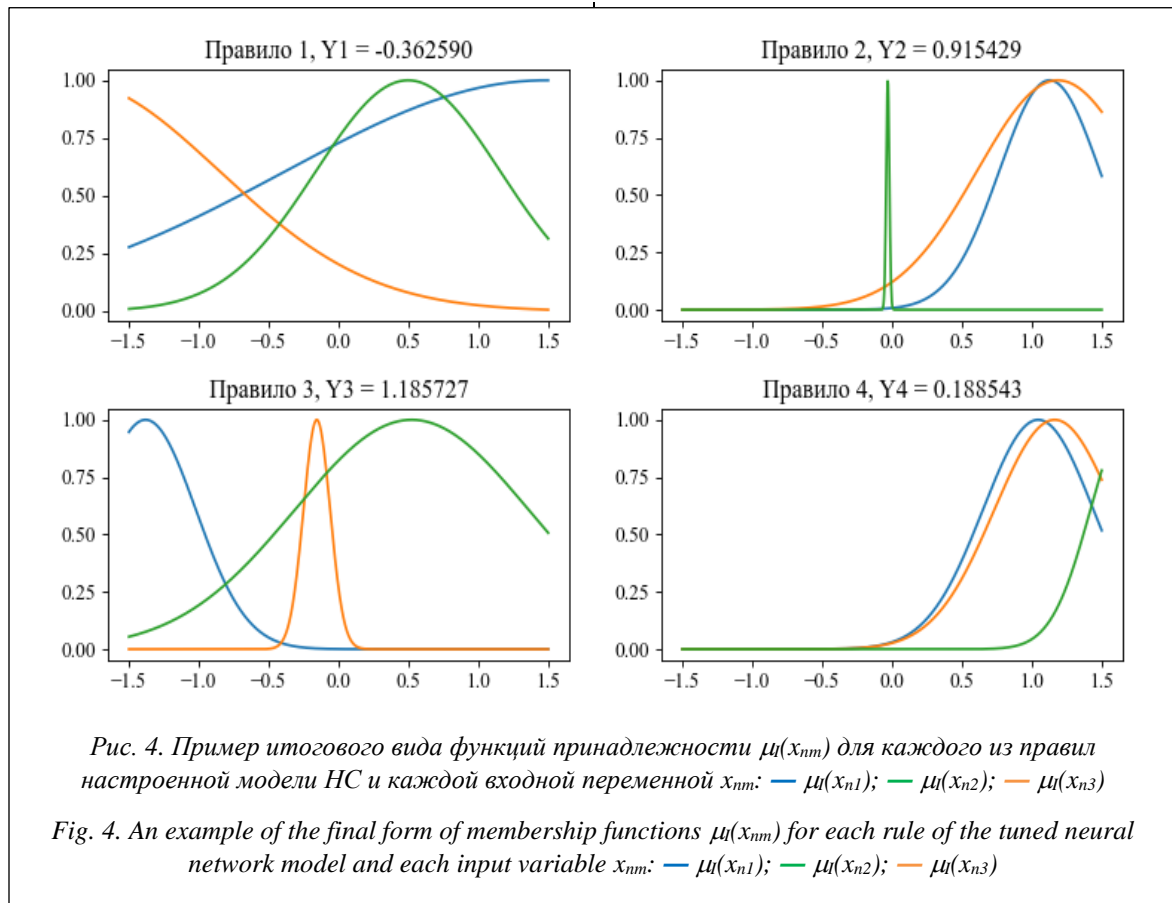 Правило 1, Y1 = -0.362590
1.00
0.75
0.50
0.25
0.00
−1.5 −1.0 −0.5 0.0 0.5 1.0 1.5
Правило 2, Y2 = 0.915429
1.00
0.75
0.50
0.25
0.00
−1.5 −1.0 −0.5 0.0 0.5 1.0 1.5
Правило 3, Y3 = 1.185727
1.00
0.75
0.50
0.25
0.00
−1.5 −1.0 −0.5 0.0 0.5 1.0 1.5
Правило 4, Y4 = 0.188543
1.00
0.75
0.50
0.25
0.00
−1.5 −1.0 −0.5 0.0 0.5 1.0 1.5
Рис. 4. Пример итогового вида функций принадлежности μI(xnm) для каждого из правил
настроенной модели НС и каждой входной переменной xnm: — μI(xn1); — μI(xn2); — μI(xn3)
Fig. 4. An example of the final form of membership functions μI(xnm) for each rule of the tuned neural
network model and each input variable xnm: — μI(xn1); — μI(xn2); — μI(xn3)